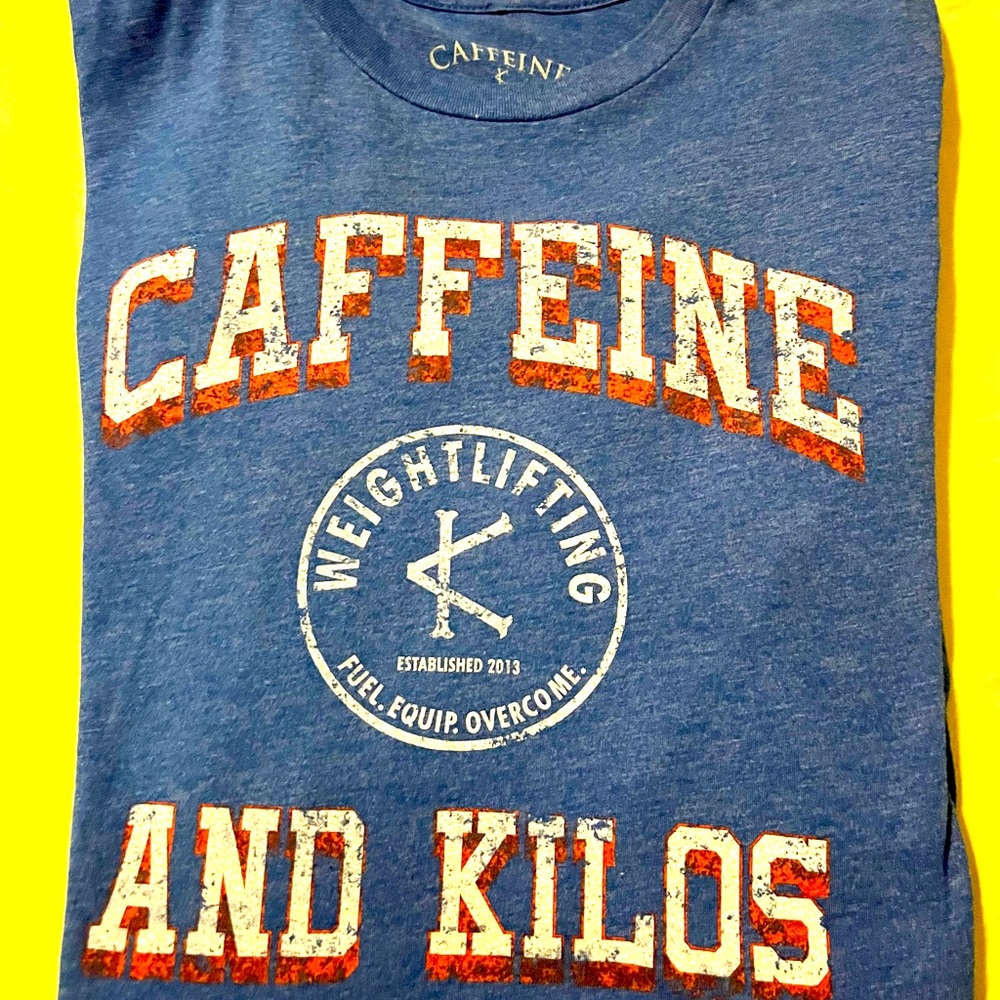 CAFFEINE
CAFFEINE
WEIGHTLIFTING
ESTABLISHED 2013
FUEL. EQUIP. OVERCOME.
AND KILOS